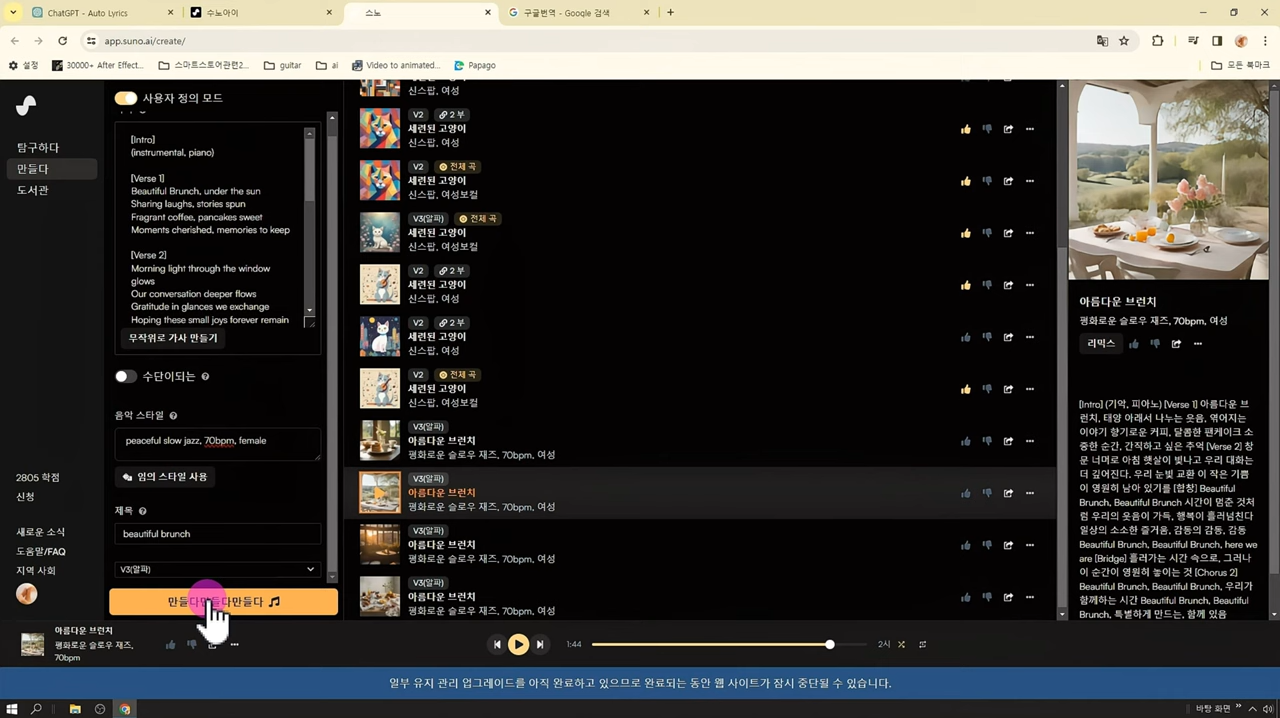 ChatGPT - Auto Lyrics
수노아이
스노
구글번역 - Google 검색
app.suno.ai/create/
설정
30000+ After Effect...
스마트스토어관련2...
guitar
ai
Video to animated...
Papago
모든 북마크
탐구하다
만들다
도서관
2805 학점
신청
새로운 소식
도움말/FAQ
지역 사회
사용자 정의 모드
[Intro]
(instrumental, piano)
[Verse 1]
Beautiful Brunch, under the sun
Sharing laughs, stories spun
Fragrant coffee, pancakes sweet
Moments cherished, memories to keep
[Verse 2]
Morning light through the window
glows
Our conversation deeper flows
Gratitude in glances we exchange
Hoping these small joys forever remain
무작위로 가사 만들기
수단이되는
음악 스타일
peaceful slow jazz, 70bpm, female
임의 스타일 사용
제목
beautiful brunch
V3(알파)
만들다만들다만들다
신스팝, 여성
V2 2 부
세련된 고양이
신스팝, 여성
V2 전체 곡
세련된 고양이
신스팝, 여성보컬
V3(알파) 전체 곡
세련된 고양이
신스팝, 여성보컬
V2 2 부
세련된 고양이
신스팝, 여성
V2 2 부
세련된 고양이
신스팝, 여성
V2 전체 곡
세련된 고양이
신스팝, 여성보컬
V3(알파)
아름다운 브런치
평화로운 슬로우 재즈, 70bpm, 여성
V3(알파)
아름다운 브런치
평화로운 슬로우 재즈, 70bpm, 여성
V3(알파)
아름다운 브런치
평화로운 슬로우 재즈, 70bpm, 여성
V3(알파)
아름다운 브런치
평화로운 슬로우 재즈, 70bpm, 여성
아름다운 브런치
평화로운 슬로우 재즈, 70bpm, 여성
리믹스
[Intro] (기악, 피아노) [Verse 1] 아름다운 브
런치, 태양 아래서 나누는 웃음, 엮어지는
이야기 향기로운 커피, 달콤한 팬케이크 소
중한 순간, 간직하고 싶은 추억 [Verse 2] 창
문 너머로 아침 햇살이 빛나고 우리 대화는
더 깊어진다. 우리 눈빛 교환 이 작은 기쁨
이 영원히 남아 있기를 [합창] Beautiful
Brunch, Beautiful Brunch 시간이 멈춘 것처
럼 우리의 웃음이 가득, 행복이 흘러넘친다
일상의 소소한 즐거움, 감동의 감동, 감동
Beautiful Brunch, Beautiful Brunch, here we
are [Bridge] 흘러가는 시간 속으로, 그러나
이 순간이 영원히 놓이는 것 [Chorus 2]
Beautiful Brunch, Beautiful Brunch, 우리가
함께하는 시간 Beautiful Brunch, Beautiful
Brunch, 특별하게 만드는, 함께 있음
아름다운 브런치
평화로운 슬로우 재즈,
70bpm
1:44
2시
일부 유지 관리 업그레이드를 아직 완료하고 있으므로 완료되는 동안 웹 사이트가 잠시 중단될 수 있습니다.
바탕 화면